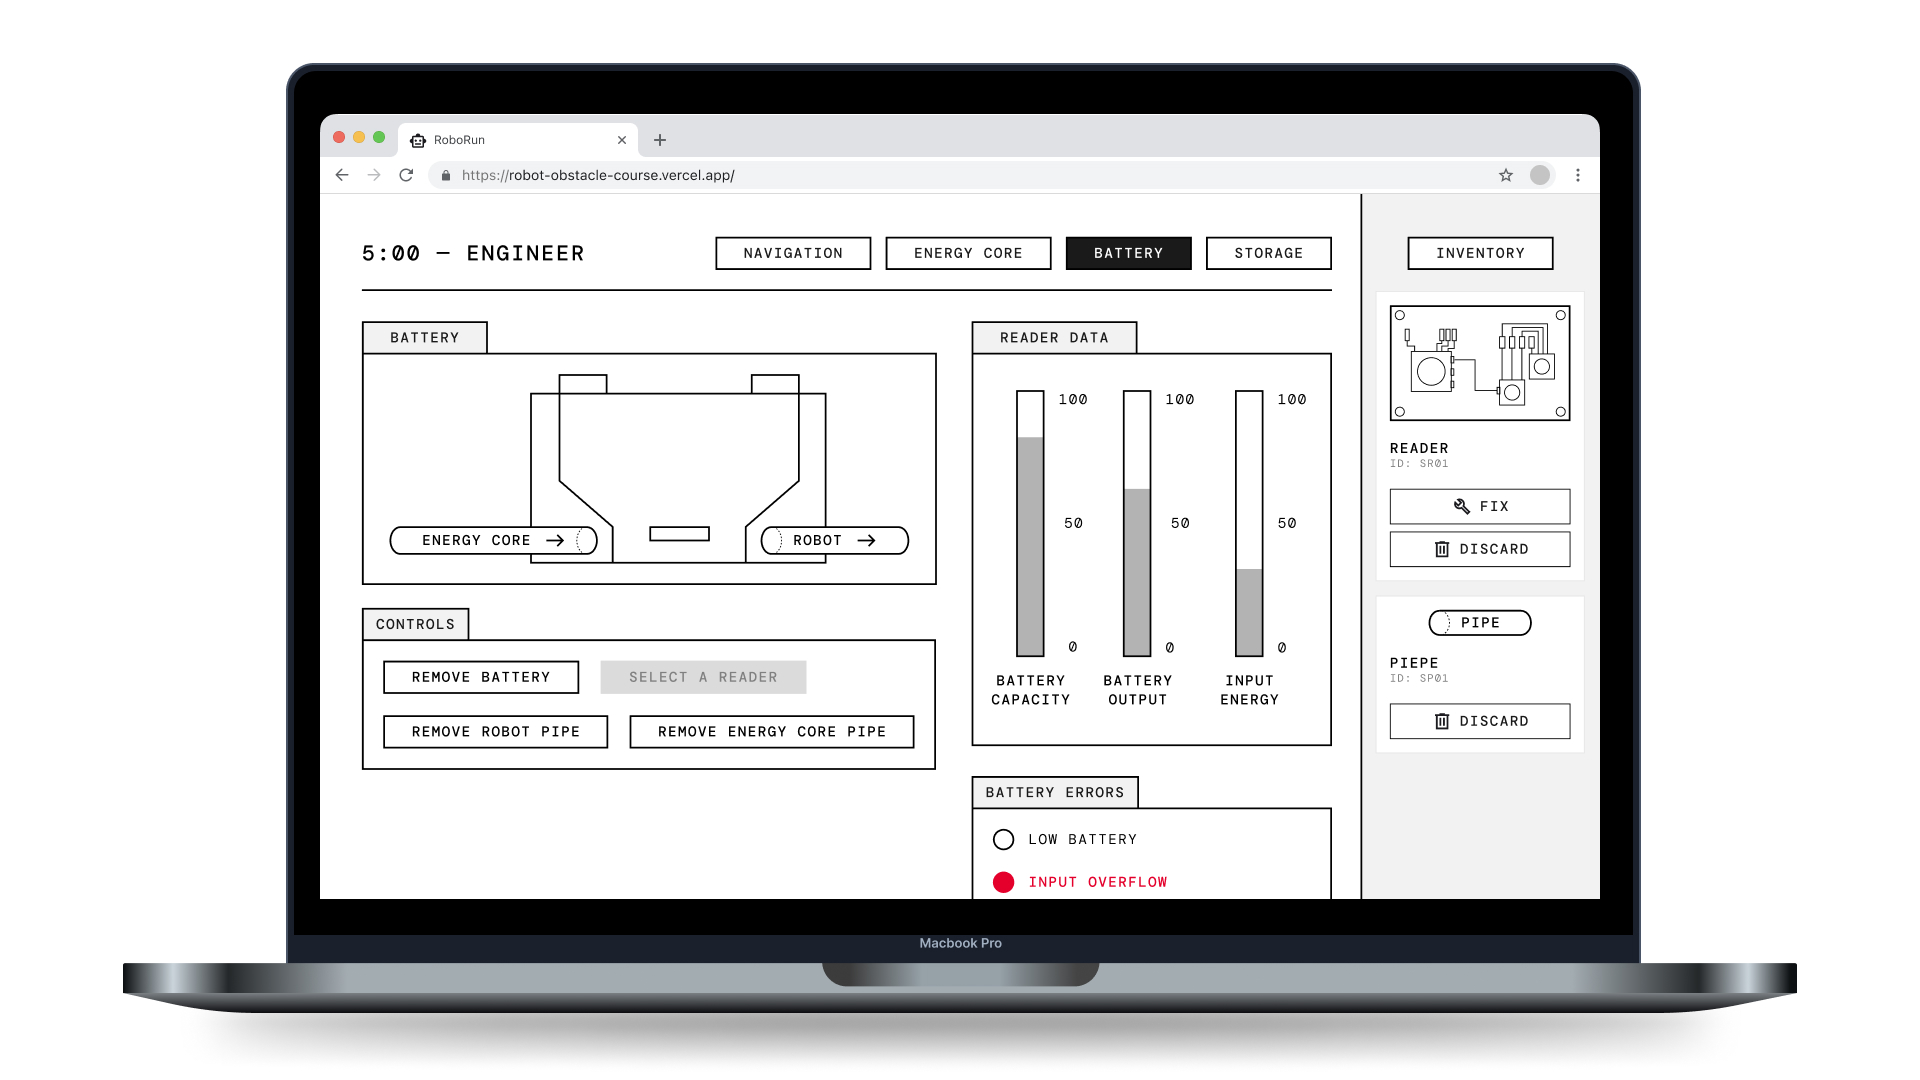 RoboRun
https://robot-obstacle-course.vercel.app/
5:00 — ENGINEER
NAVIGATION
ENERGY CORE
BATTERY
STORAGE
INVENTORY
BATTERY
ENERGY CORE →
ROBOT →
CONTROLS
REMOVE BATTERY
SELECT A READER
REMOVE ROBOT PIPE
REMOVE ENERGY CORE PIPE
READER DATA
100
50
0
100
50
0
100
50
0
BATTERY
CAPACITY
BATTERY
OUTPUT
INPUT
ENERGY
BATTERY ERRORS
LOW BATTERY
INPUT OVERFLOW
READER
ID: SR01
FIX
DISCARD
PIPE
PIEPE
ID: SP01
DISCARD
Macbook Pro